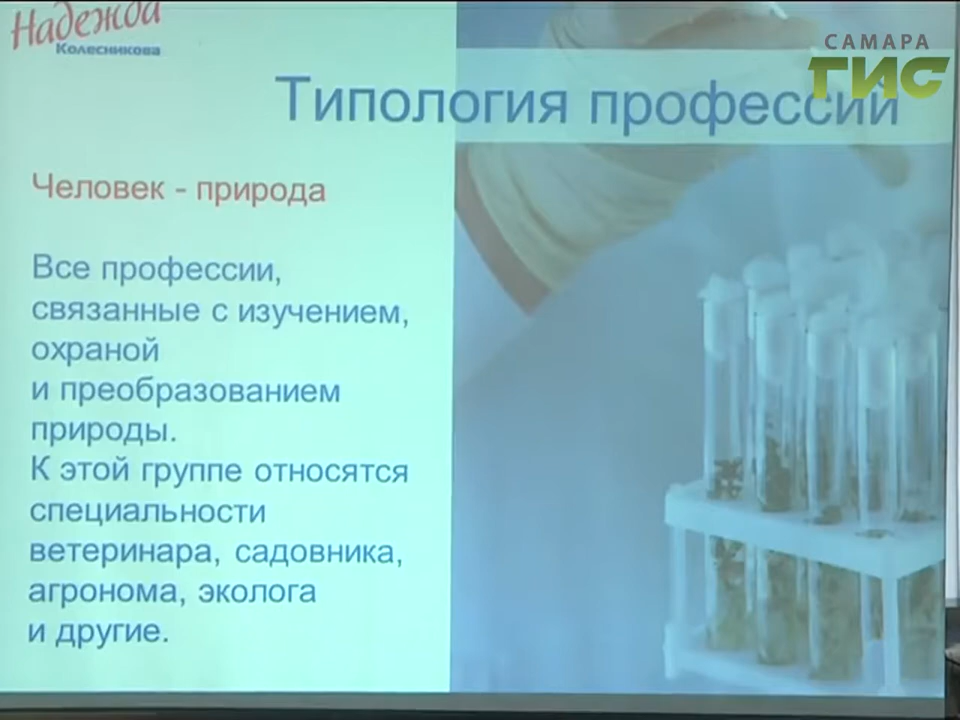 Надежда
Колесникова
САМАРА
ГИС
Типология профессий
Человек - природа
Все профессии,
связанные с изучением,
охраной
и преобразованием
природы.
К этой группе относятся
специальности
ветеринара, садовника,
агронома, эколога
и другие.